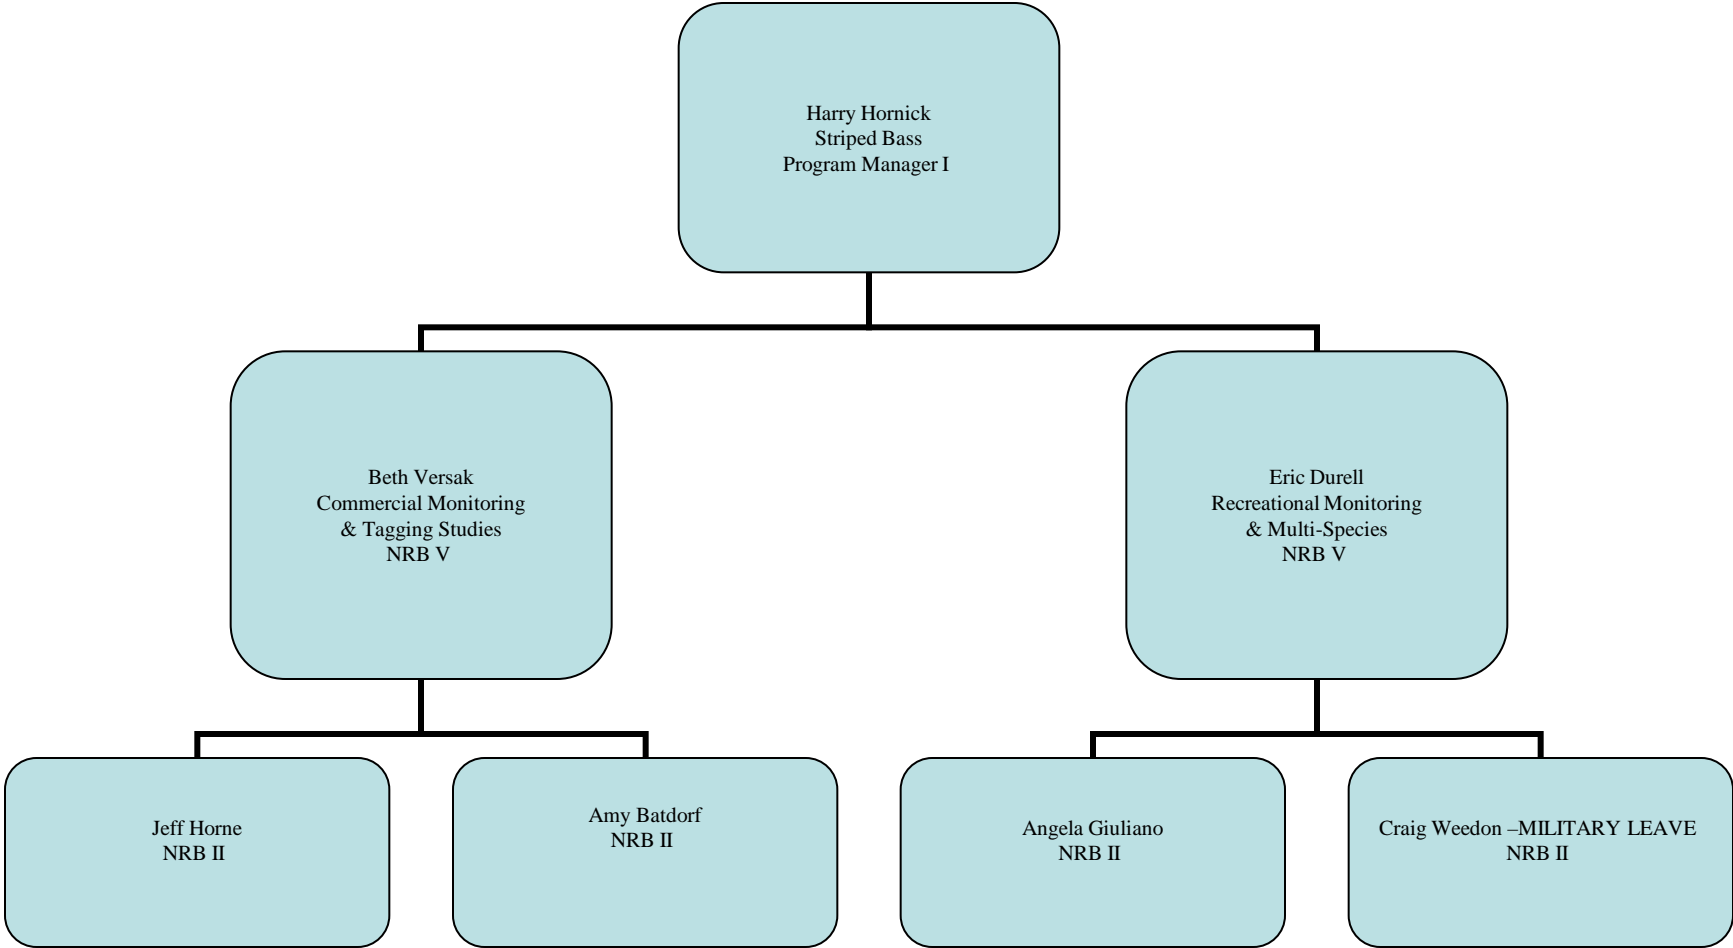 Harry Hornick
Striped Bass
Program Manager I
Beth Versak
Commercial Monitoring
& Tagging Studies
NRB V
Eric Durell
Recreational Monitoring
& Multi-Species
NRB V
Jeff Horne
NRB II
Amy Batdorf
NRB II
Angela Giuliano
NRB II
Craig Weedon –MILITARY LEAVE
NRB II